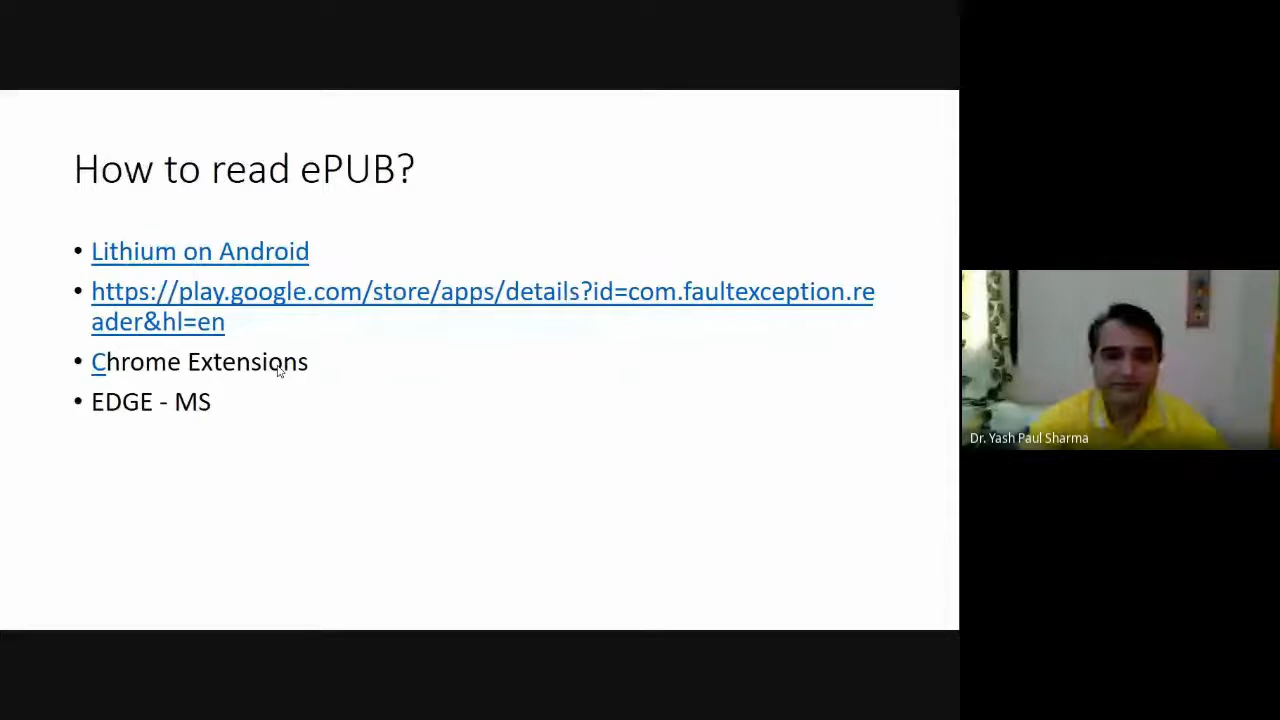 How to read ePUB?
• Lithium on Android
• https://play.google.com/store/apps/details?id=com.faultexception.re
ader&hl=en
• Chrome Extensions
• EDGE - MS
Dr. Yash Paul Sharma